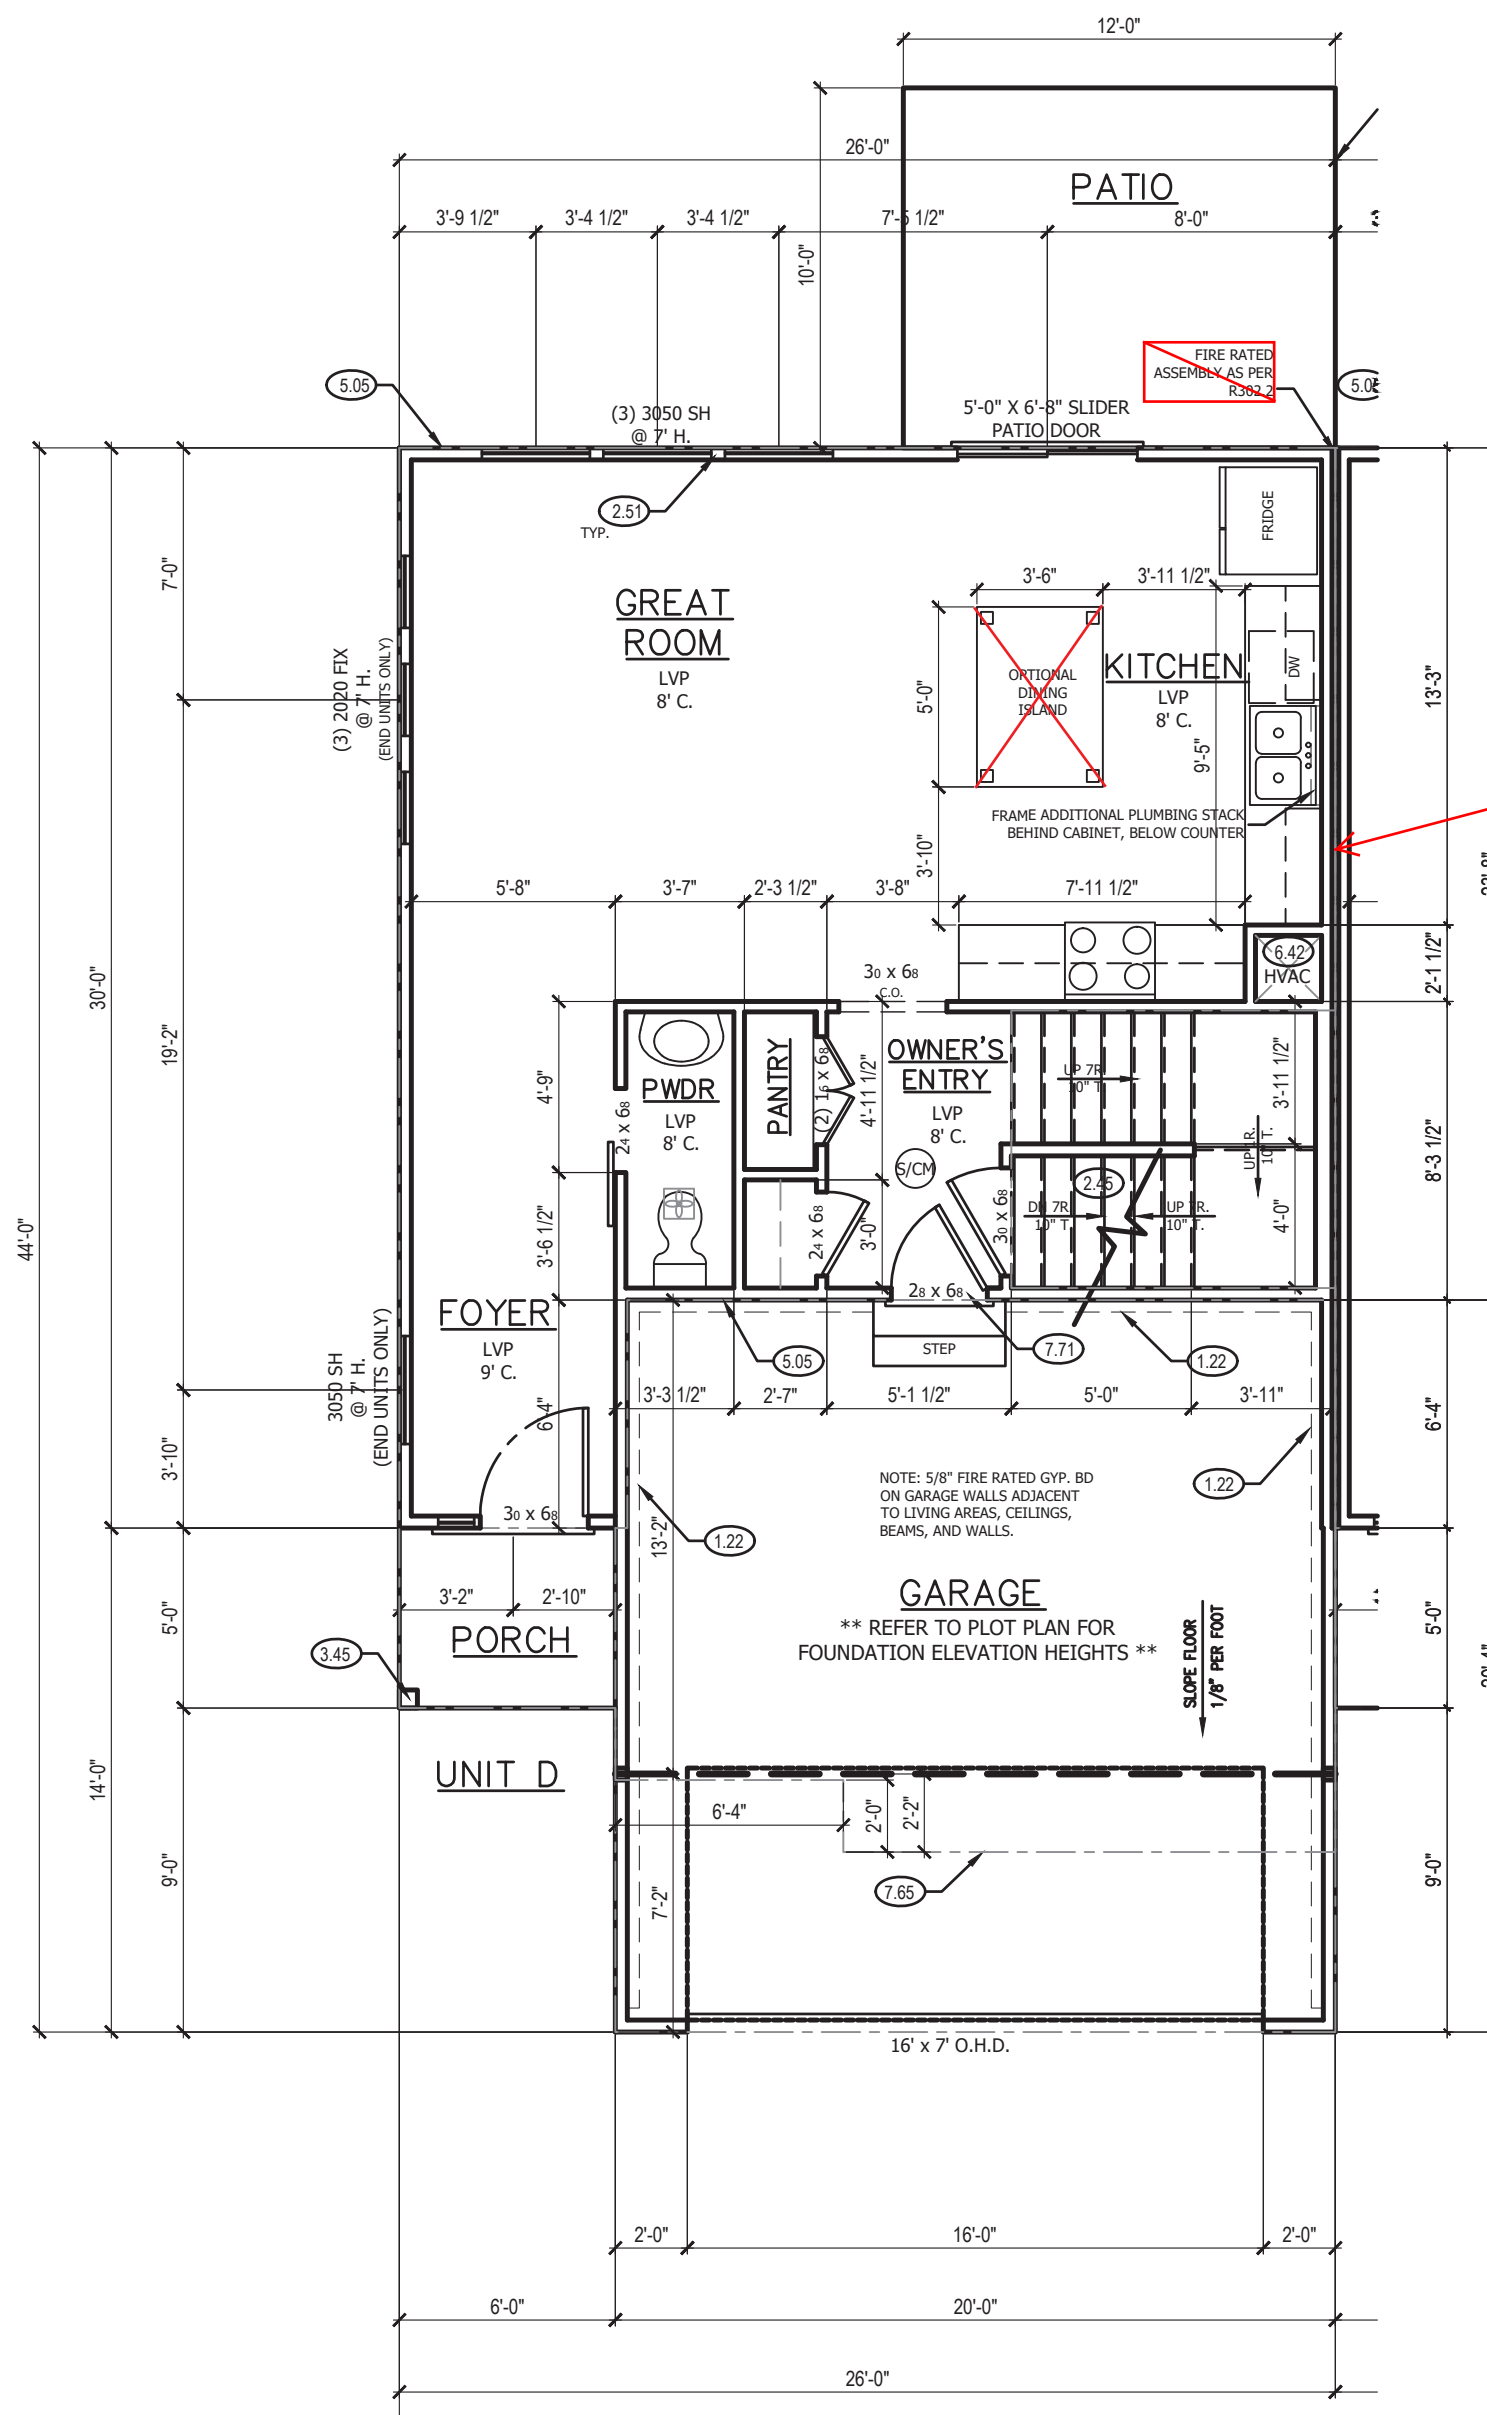 12'-0"
26'-0"
PATIO
3'-9 1/2"
3'-4 1/2"
3'-4 1/2"
7'-5 1/2"
8'-0"
10'-0"
FIRE RATED
ASSEMBLY AS PER
R302.2
5.05
(3) 3050 SH
@ 7' H.
5'-0" X 6'-8" SLIDER
PATIO DOOR
2.51
TYP.
FRIDGE
7'-0"
3'-6"
3'-11 1/2"
GREAT
ROOM
LVP
8' C.
(3) 2020 FIX
@ 7' H.
(END UNITS ONLY)
OPTIONAL
DINING
ISLAND
5'-0"
KITCHEN
LVP
8' C.
DW
13'-3"
9'-5"
FRAME ADDITIONAL PLUMBING STACK
BEHIND CABINET, BELOW COUNTER
3'-10"
5'-8"
3'-7"
2'-3 1/2"
3'-8"
7'-11 1/2"
6.42
HVAC
2'-1 1/2"
30'-0"
19'-2"
30 x 68
C.O.
OWNER'S
ENTRY
LVP
8' C.
PWDR
LVP
8' C.
PANTRY
(2) 16 x 68
4'-11 1/2"
4'-9"
24 x 68
UP 7R
10" T
3'-11 1/2"
UP 1R.
10" T.
8'-3 1/2"
S/CM
2.45
DN 7R
10" T
UP 7R.
10" T.
4'-0"
30 x 68
3'-6 1/2"
24 x 68
3'-0"
44'-0"
28 x 68
FOYER
LVP
9' C.
3050 SH
@ 7' H.
(END UNITS ONLY)
STEP
5.05
7.71
1.22
3'-3 1/2"
2'-7"
5'-1 1/2"
5'-0"
3'-11"
6'-4"
6'-4"
3'-10"
NOTE: 5/8" FIRE RATED GYP. BD
ON GARAGE WALLS ADJACENT
TO LIVING AREAS, CEILINGS,
BEAMS, AND WALLS.
1.22
30 x 68
13'-2"
1.22
3'-2"
2'-10"
5'-0"
GARAGE
** REFER TO PLOT PLAN FOR
FOUNDATION ELEVATION HEIGHTS **
SLOPE FLOOR
1/8" PER FOOT
5'-0"
PORCH
3.45
UNIT D
14'-0"
6'-4"
2'-0"
2'-2"
9'-0"
7.65
7'-2"
9'-0"
16' x 7' O.H.D.
2'-0"
16'-0"
2'-0"
6'-0"
20'-0"
26'-0"